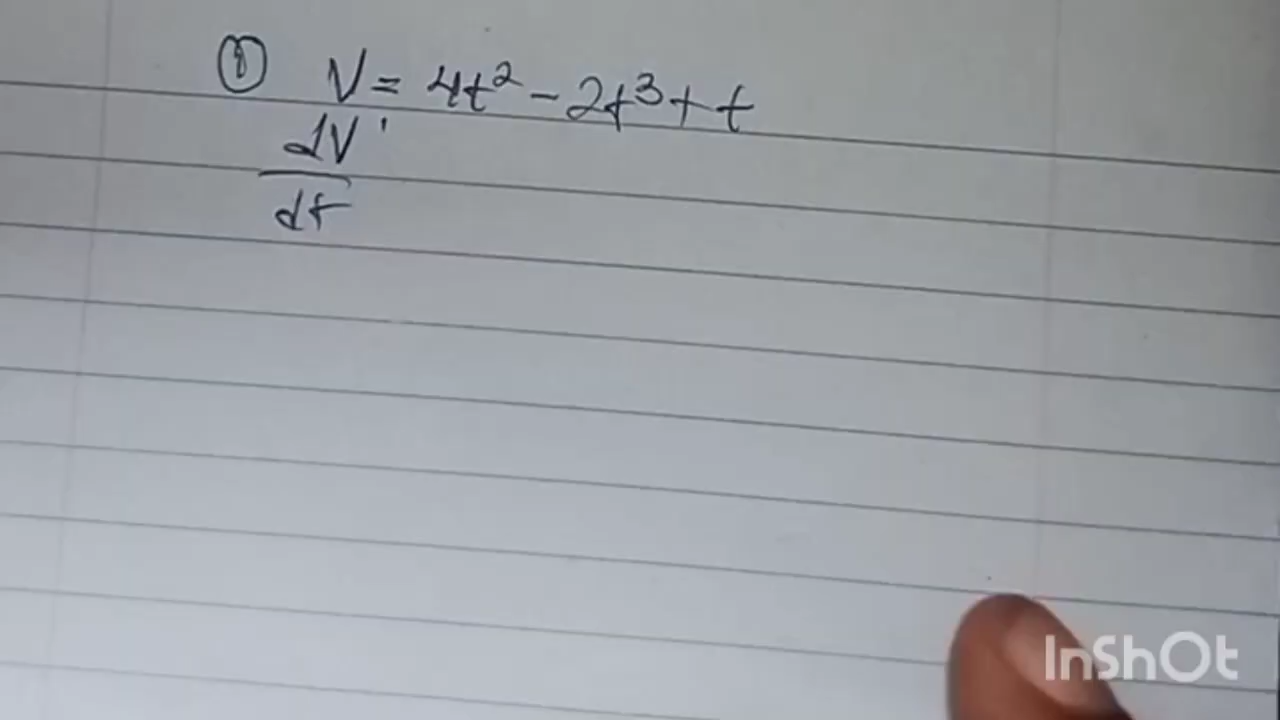 ① V = 4t² - 2t³ + t
dV
dt
InShOt